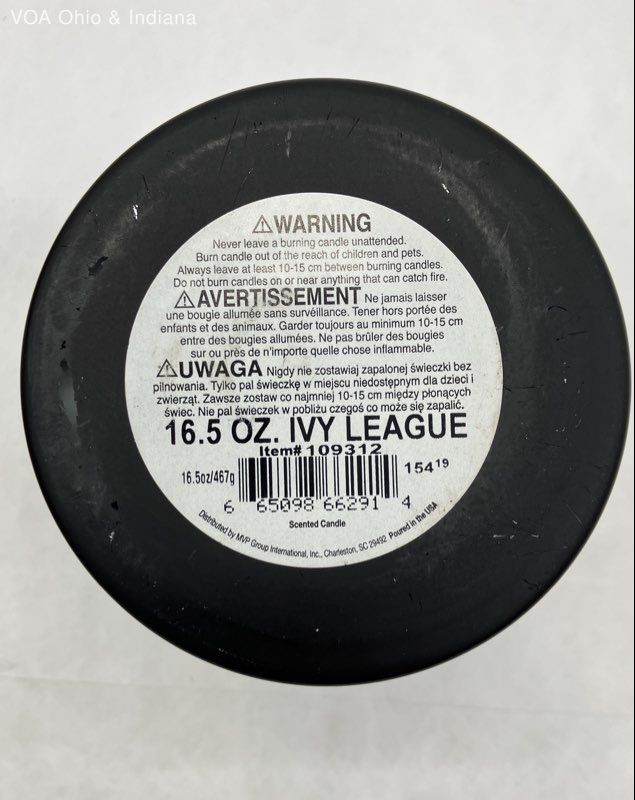 VOA Ohio & Indiana
⚠WARNING
Never leave a burning candle unattended.
Burn candle out of the reach of children and pets.
Always leave at least 10-15 cm between burning candles.
Do not burn candles on or near anything that can catch fire.
⚠AVERTISSEMENT Ne jamais laisser
une bougie allumée sans surveillance. Tener hors portée des
enfants et des animaux. Garder toujours au minimum 10-15 cm
entre des bougies allumées. Ne pas brûler des bougies
sur ou près de n'importe quelle chose inflammable.
⚠UWAGA Nigdy nie zostawiaj zapalonej świeczki bez
pilnowania. Tylko pal świeczkę w miejscu niedostępnym dla dzieci i
zwierząt. Zawsze zostaw co najmniej 10-15 cm między płonących
świec. Nie pal świeczek w pobliżu czegoś co może się zapalić.
16.5 OZ. IVY LEAGUE
Item# 109312
16.5oz/467g
15419
6 65098 66291 4
Scented Candle
Distributed by MVP Group International, Inc., Charleston, SC 29492 Poured in the USA